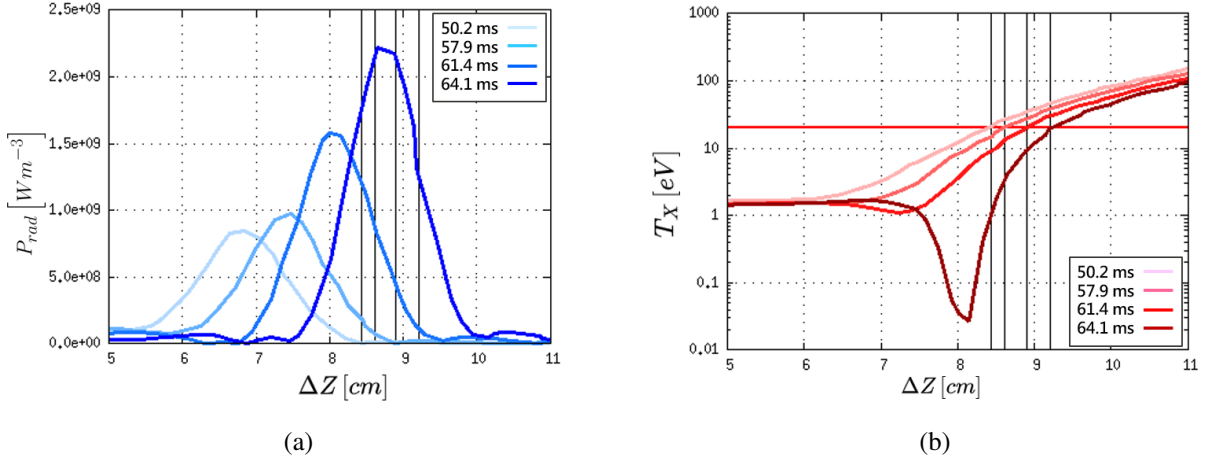 2.5e+09
2.0e+09
1.5e+09
1.0e+09
5.0e+08
0.0e+00
P_rad [Wm^-3]
50.2 ms
57.9 ms
61.4 ms
64.1 ms
5 6 7 8 9 10 11
ΔZ [cm]
(a)
1000
100
10
1
0.1
0.01
T_X [eV]
50.2 ms
57.9 ms
61.4 ms
64.1 ms
5 6 7 8 9 10 11
ΔZ [cm]
(b)